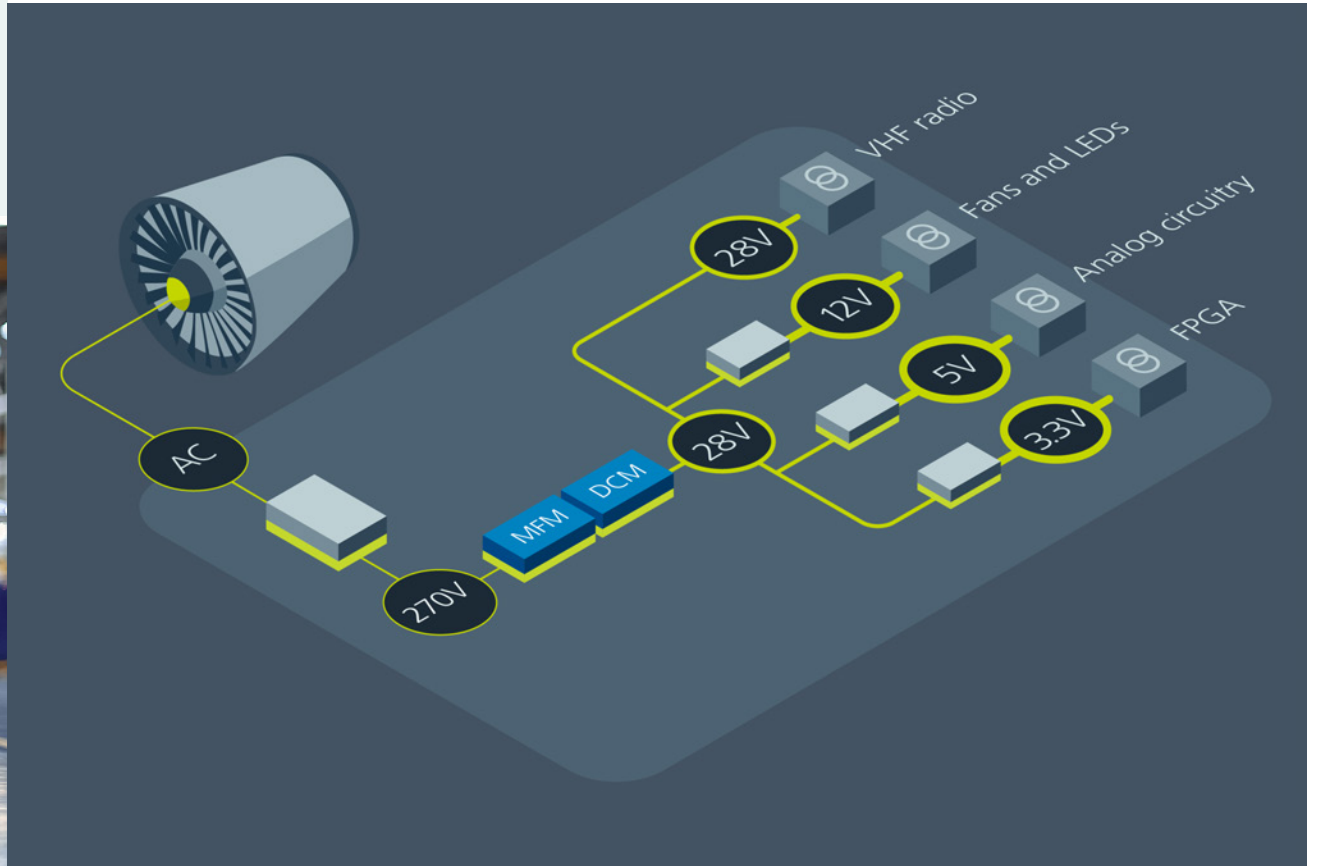 VHF radio
Fans and LEDs
Analog circuitry
FPGA
28V
12V
5V
3.3V
28V
DCM
MFM
AC
270V